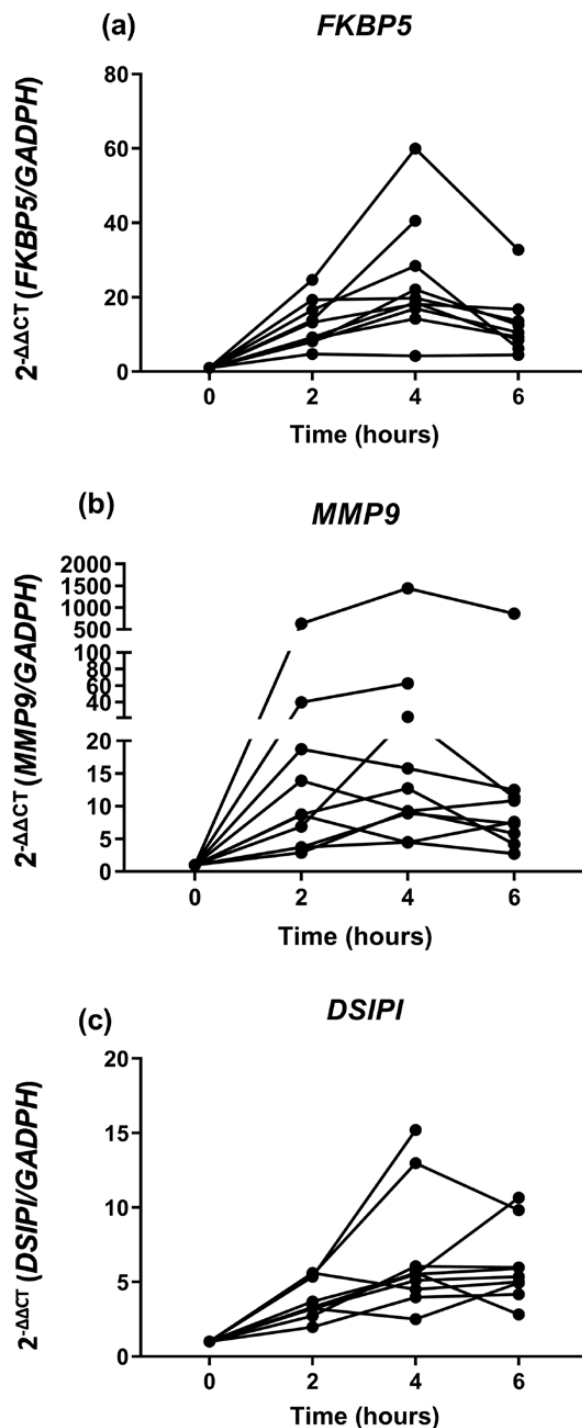 (a)
FKBP5
2-ΔΔCT (FKBP5/GADPH)
80
60
40
20
0
0 2 4 6
Time (hours)
(b)
MMP9
2-ΔΔCT (MMP9/GADPH)
2000
1500
1000
500
100
80
60
40
20
15
10
5
0
0 2 4 6
Time (hours)
(c)
DSIPI
2-ΔΔCT (DSIPI/GADPH)
20
15
10
5
0
0 2 4 6
Time (hours)